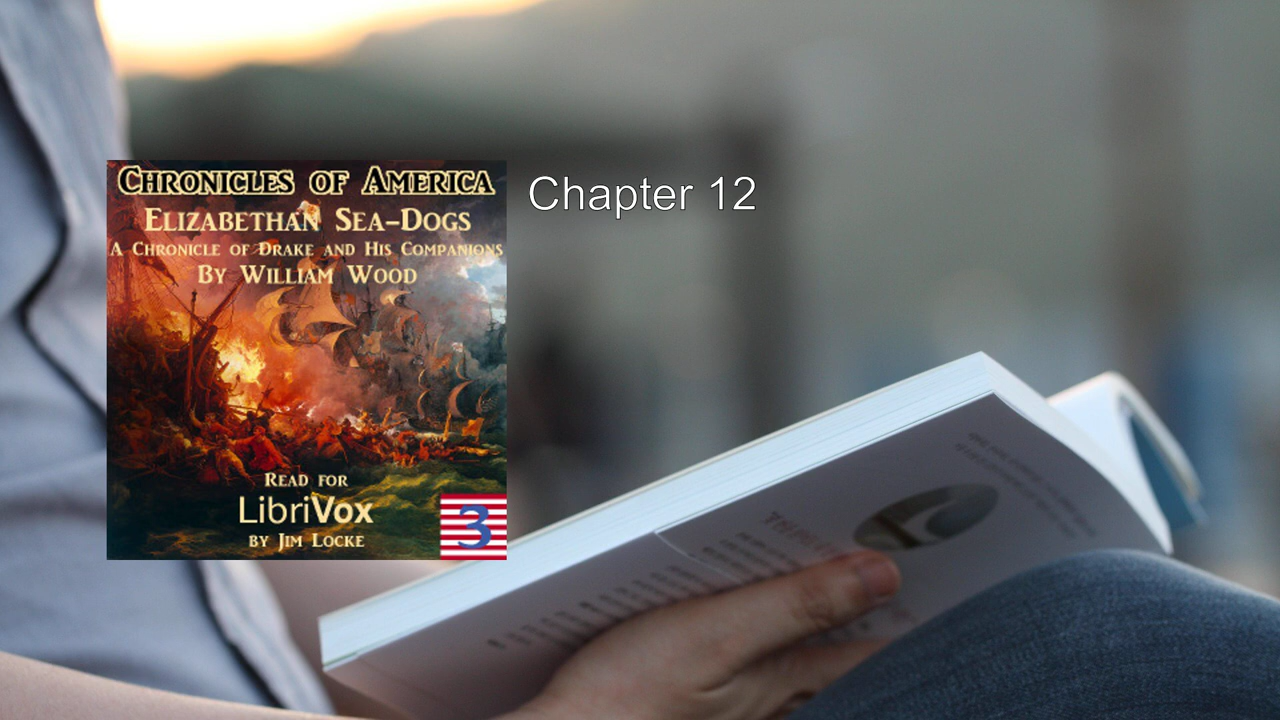 CHRONICLES OF AMERICA
ELIZABETHAN SEA-DOGS
A CHRONICLE OF DRAKE AND HIS COMPANIONS
BY WILLIAM WOOD
READ FOR
LibriVox
BY JIM LOCKE
3
Chapter 12